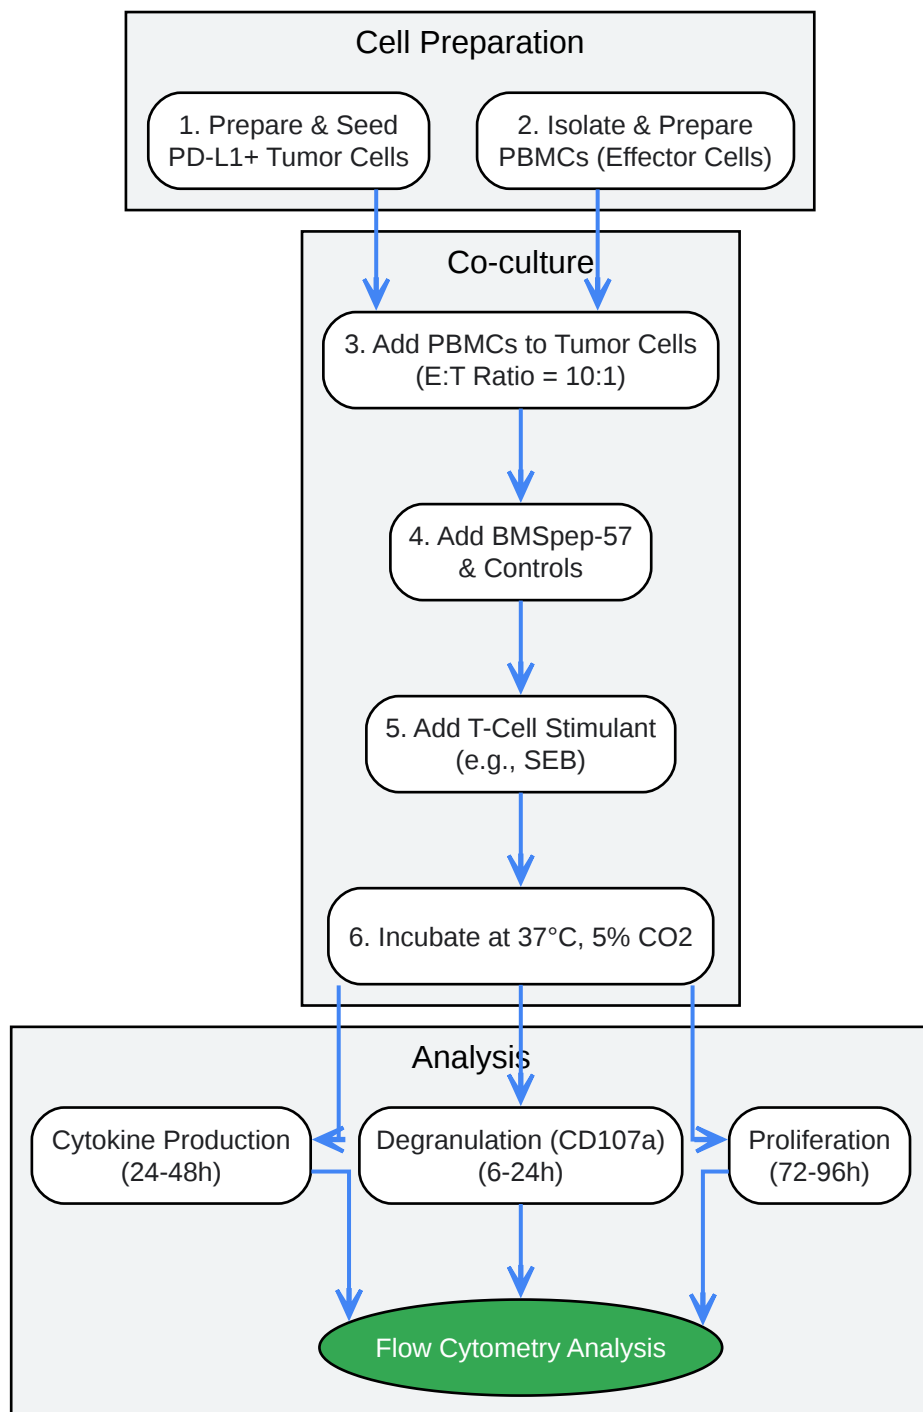 Cell Preparation
1. Prepare & Seed
PD-L1+ Tumor Cells
2. Isolate & Prepare
PBMCs (Effector Cells)
Co-culture
3. Add PBMCs to Tumor Cells
(E:T Ratio = 10:1)
4. Add BMSpep-57
& Controls
5. Add T-Cell Stimulant
(e.g., SEB)
6. Incubate at 37°C, 5% CO2
Analysis
Cytokine Production
(24-48h)
Degranulation (CD107a)
(6-24h)
Proliferation
(72-96h)
Flow Cytometry Analysis